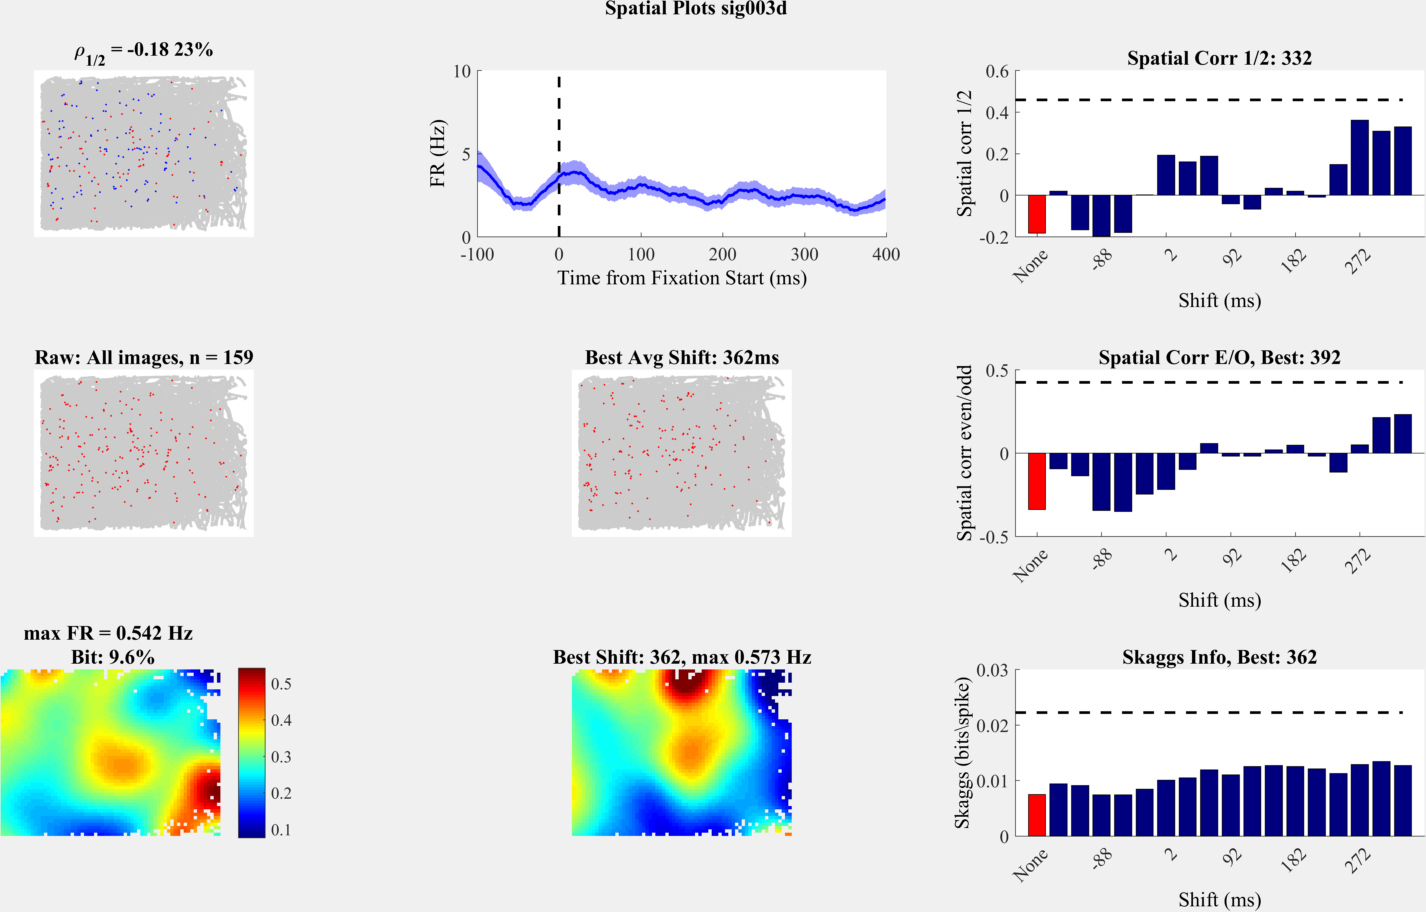 Spatial Plots sig003d
ρ1/2 = -0.18 23%
10
5
0
FR (Hz)
-100
0
100
200
300
400
Time from Fixation Start (ms)
Spatial Corr 1/2: 332
0.6
0.4
0.2
0
-0.2
Spatial corr 1/2
None
-88
2
92
182
272
Shift (ms)
Raw: All images, n = 159
Best Avg Shift: 362ms
Spatial Corr E/O, Best: 392
0.5
0
-0.5
Spatial corr even/odd
None
-88
2
92
182
272
Shift (ms)
max FR = 0.542 Hz
Bit: 9.6%
0.5
0.4
0.3
0.2
0.1
Best Shift: 362, max 0.573 Hz
Skaggs Info, Best: 362
0.03
0.02
0.01
0
Skaggs (bits\spike)
None
-88
2
92
182
272
Shift (ms)